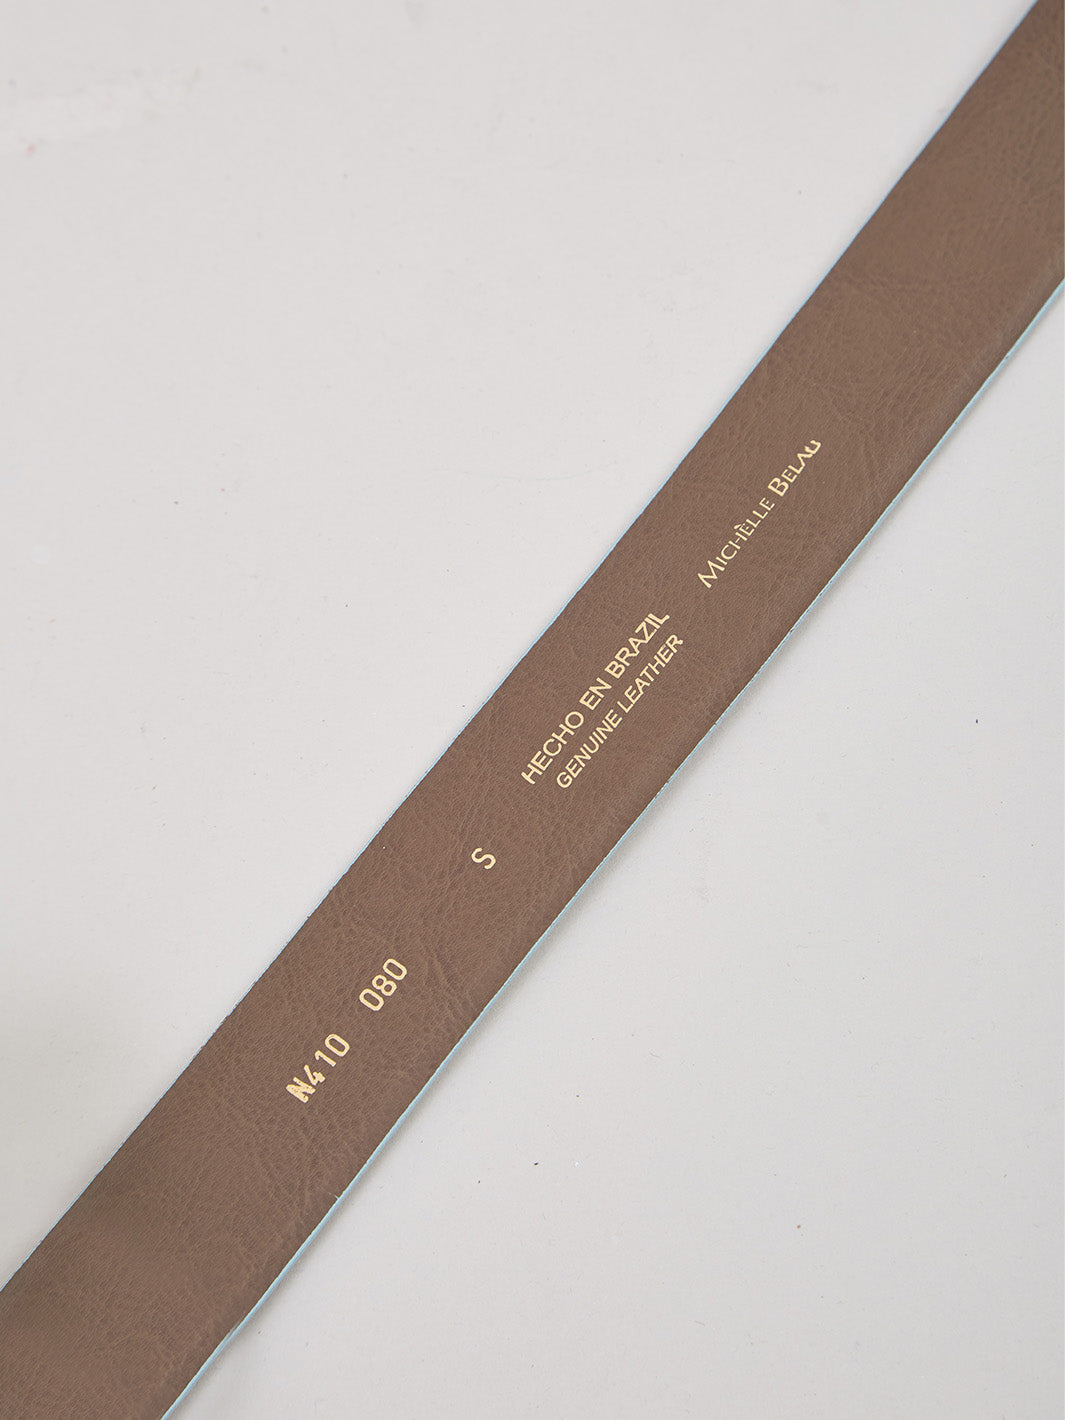 MICHÈLLE BELAU
HECHO EN BRAZIL
GENUINE LEATHER
S
N410 080